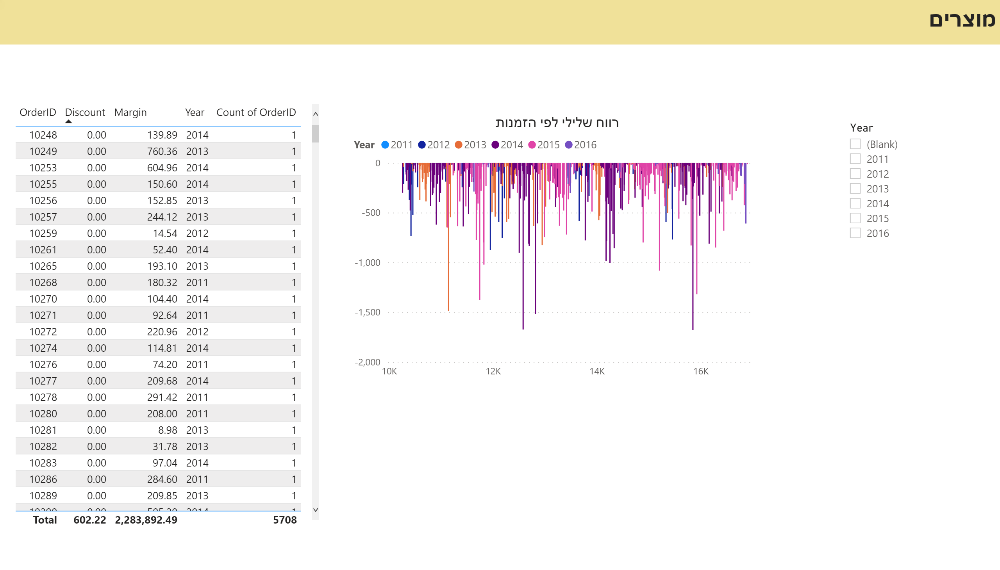 מוצרים
OrderID Discount Margin Year Count of OrderID
10248 0.00 139.89 2014 1
10249 0.00 760.36 2013 1
10253 0.00 604.96 2014 1
10255 0.00 150.60 2014 1
10256 0.00 152.85 2013 1
10257 0.00 244.12 2013 1
10259 0.00 14.54 2012 1
10261 0.00 52.40 2014 1
10265 0.00 193.10 2013 1
10268 0.00 180.32 2011 1
10270 0.00 104.40 2014 1
10271 0.00 92.64 2011 1
10272 0.00 220.96 2012 1
10274 0.00 114.81 2014 1
10276 0.00 74.20 2011 1
10277 0.00 209.68 2014 1
10278 0.00 291.42 2011 1
10280 0.00 208.00 2011 1
10281 0.00 8.98 2013 1
10282 0.00 31.78 2013 1
10283 0.00 97.04 2014 1
10286 0.00 284.60 2011 1
10289 0.00 209.85 2013 1
Total 602.22 2,283,892.49 5708
רווח שלילי לפי הזמנות
Year 2011 2012 2013 2014 2015 2016
0
-500
-1,000
-1,500
-2,000
10K 12K 14K 16K
Year
(Blank)
2011
2012
2013
2014
2015
2016